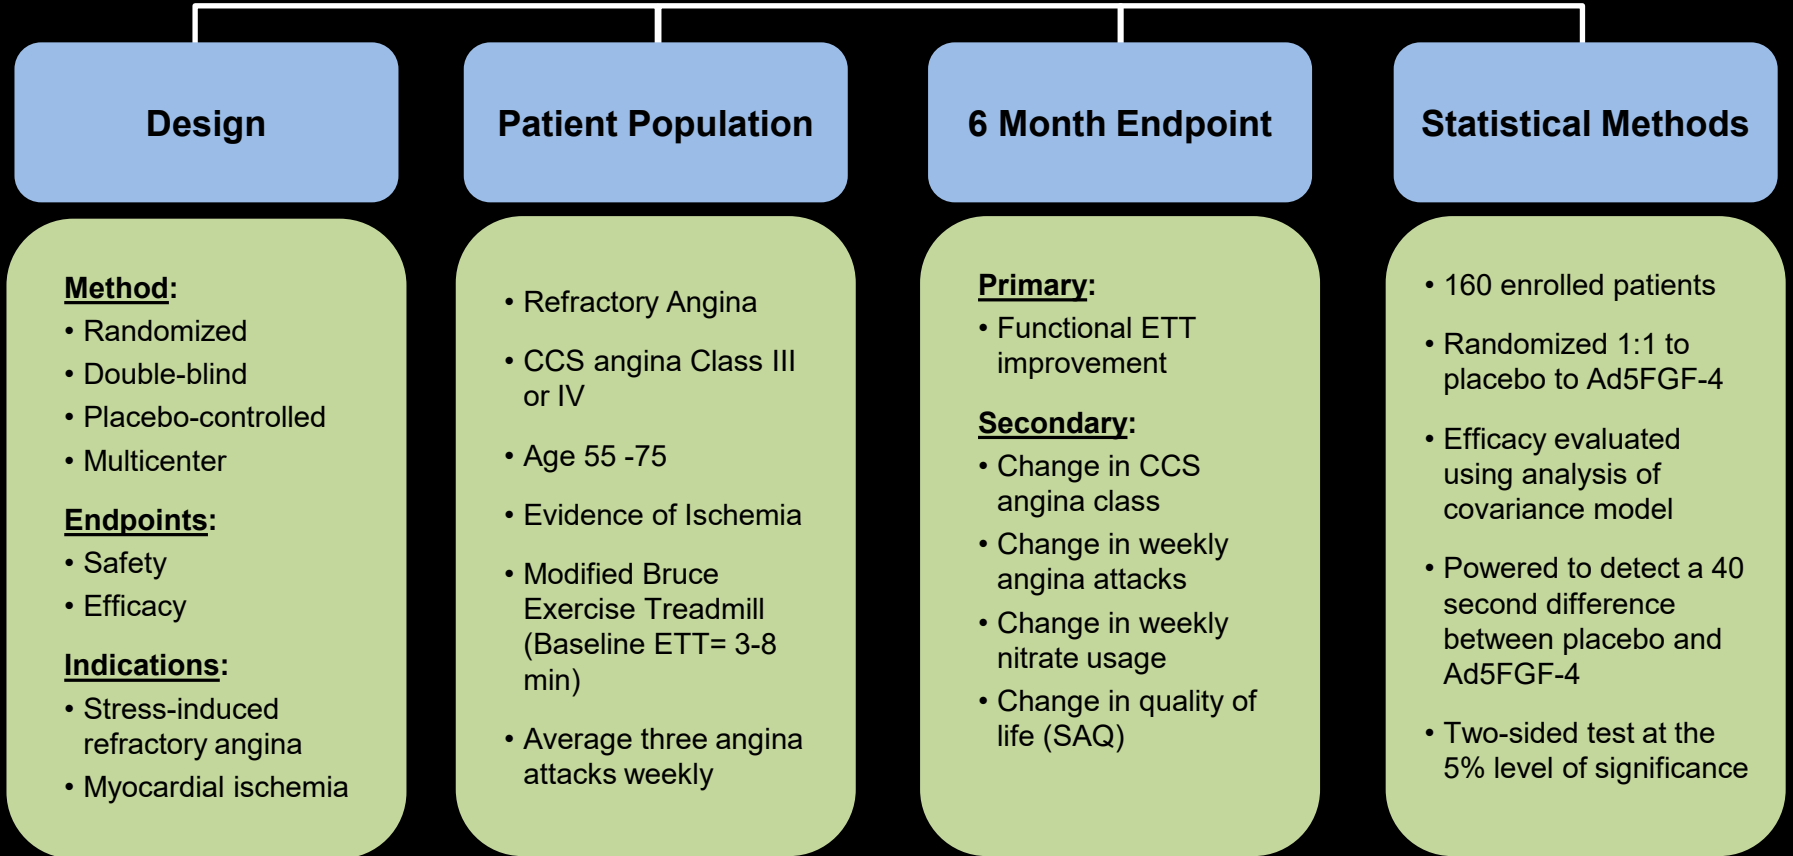 Design
Method:
• Randomized
• Double-blind
• Placebo-controlled
• Multicenter
Endpoints:
• Safety
• Efficacy
Indications:
• Stress-induced
refractory angina
• Myocardial ischemia
Patient Population
• Refractory Angina
• CCS angina Class III
or IV
• Age 55 -75
• Evidence of Ischemia
• Modified Bruce
Exercise Treadmill
(Baseline ETT= 3-8
min)
• Average three angina
attacks weekly
6 Month Endpoint
Primary:
• Functional ETT
improvement
Secondary:
• Change in CCS
angina class
• Change in weekly
angina attacks
• Change in weekly
nitrate usage
• Change in quality of
life (SAQ)
Statistical Methods
• 160 enrolled patients
• Randomized 1:1 to
placebo to Ad5FGF-4
• Efficacy evaluated
using analysis of
covariance model
• Powered to detect a 40
second difference
between placebo and
Ad5FGF-4
• Two-sided test at the
5% level of significance